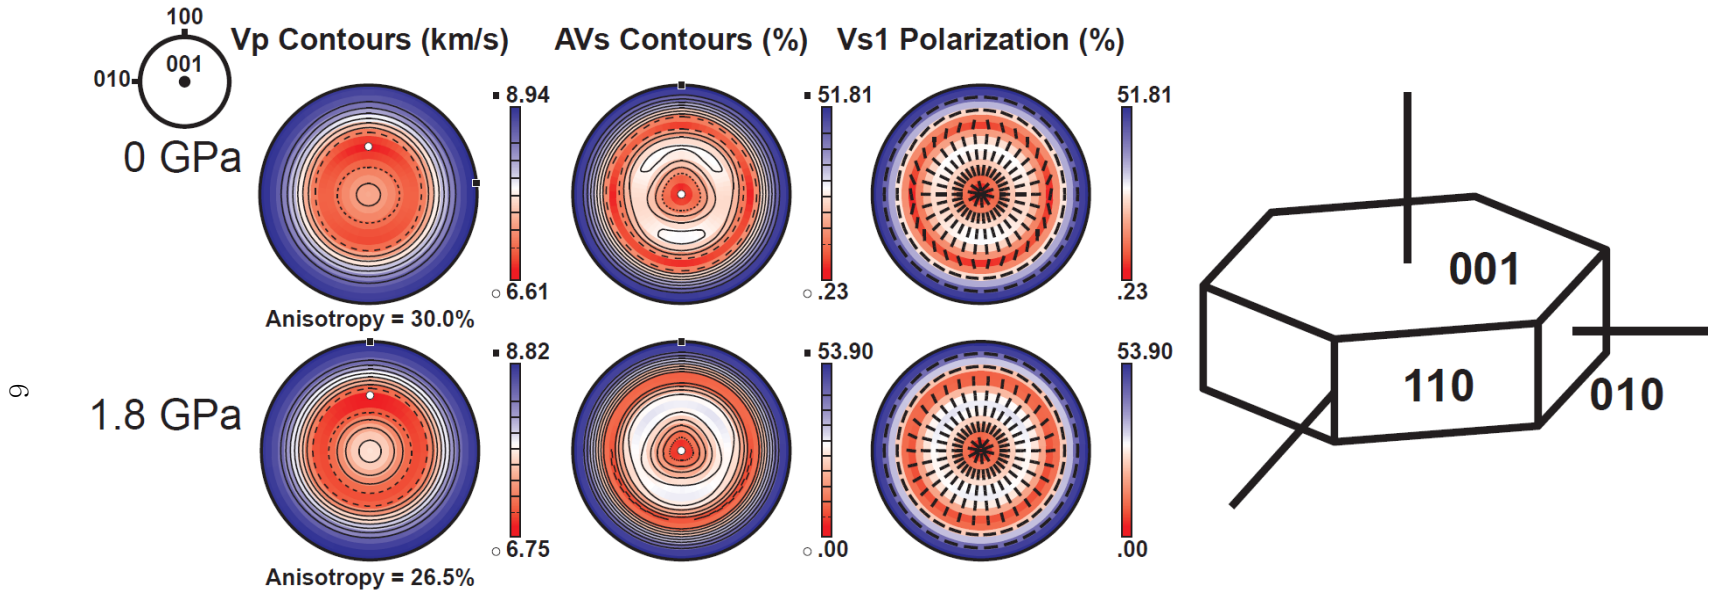 100
Vp Contours (km/s) AVs Contours (%) Vs1 Polarization (%)
001
010
8.94 51.81 51.81
0 GPa
6.61 .23 .23
Anisotropy = 30.0%
8.82 53.90 53.90
1.8 GPa
6.75 .00 .00
Anisotropy = 26.5%
001
110
010
6